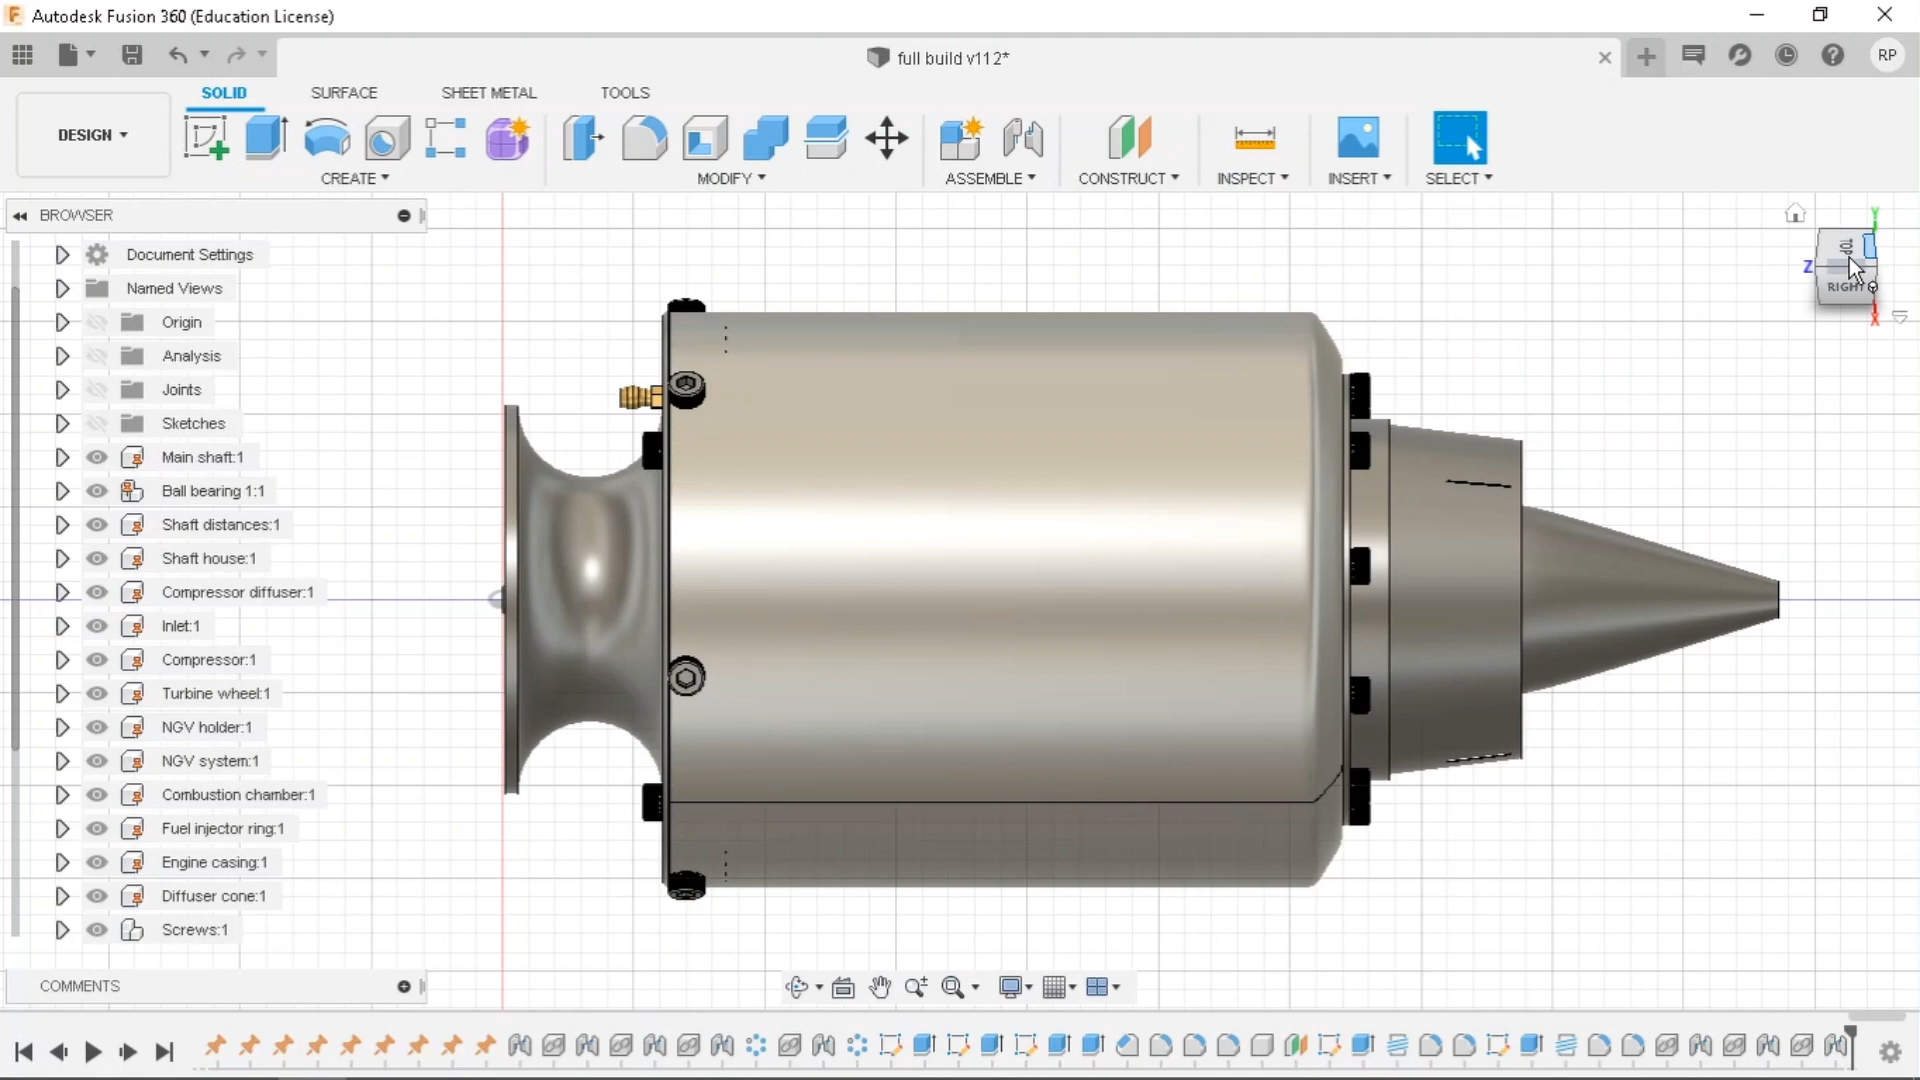 Autodesk Fusion 360 (Education License)
full build v112*
RP
SOLID SURFACE SHEET METAL TOOLS
DESIGN
CREATE MODIFY ASSEMBLE CONSTRUCT INSPECT INSERT SELECT
BROWSER
Document Settings
Named Views
Origin
Analysis
Joints
Sketches
Main shaft:1
Ball bearing 1:1
Shaft distances:1
Shaft house:1
Compressor diffuser:1
Inlet:1
Compressor:1
Turbine wheel:1
NGV holder:1
NGV system:1
Combustion chamber:1
Fuel injector ring:1
Engine casing:1
Diffuser cone:1
Screws:1
COMMENTS
Y
TOP
Z
RIGHT
X